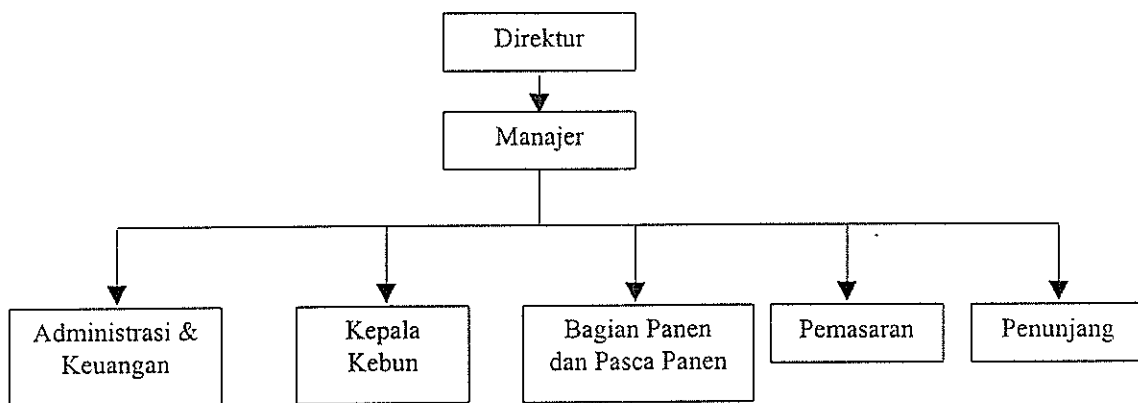 Direktur
Manajer
Administrasi &
Keuangan
Kepala
Kebun
Bagian Panen
dan Pasca Panen
Pemasaran
Penunjang